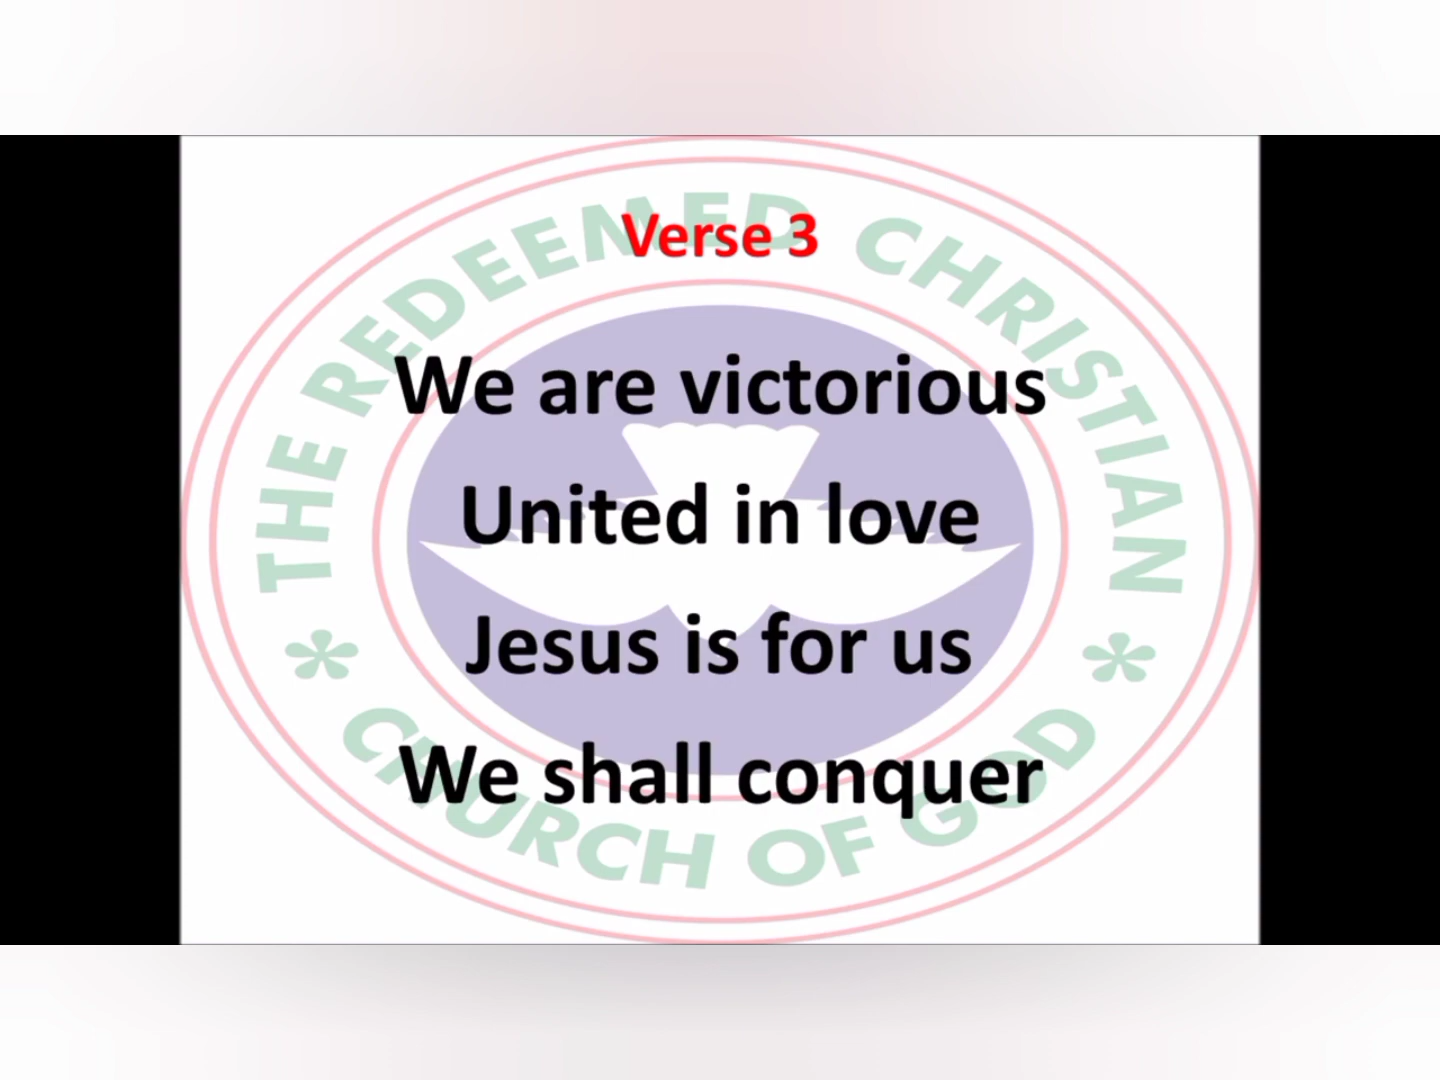 THE REDEEMED CHRISTIAN
Verse 3
We are victorious
United in love
Jesus is for us
We shall conquer
* CHURCH OF GOD *